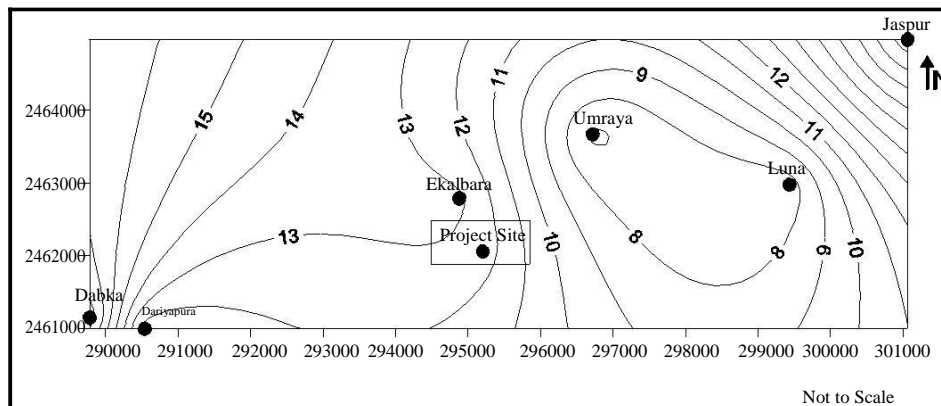 Jaspur
N
2464000
2463000
2462000
2461000
15
14
13
12
11
9
12
11
Umraya
Ekalbara
Luna
13
Project Site
10
8
8
9
10
Dabka
Dariyapura
290000 291000 292000 293000 294000 295000 296000 297000 298000 299000 300000 301000
Not to Scale